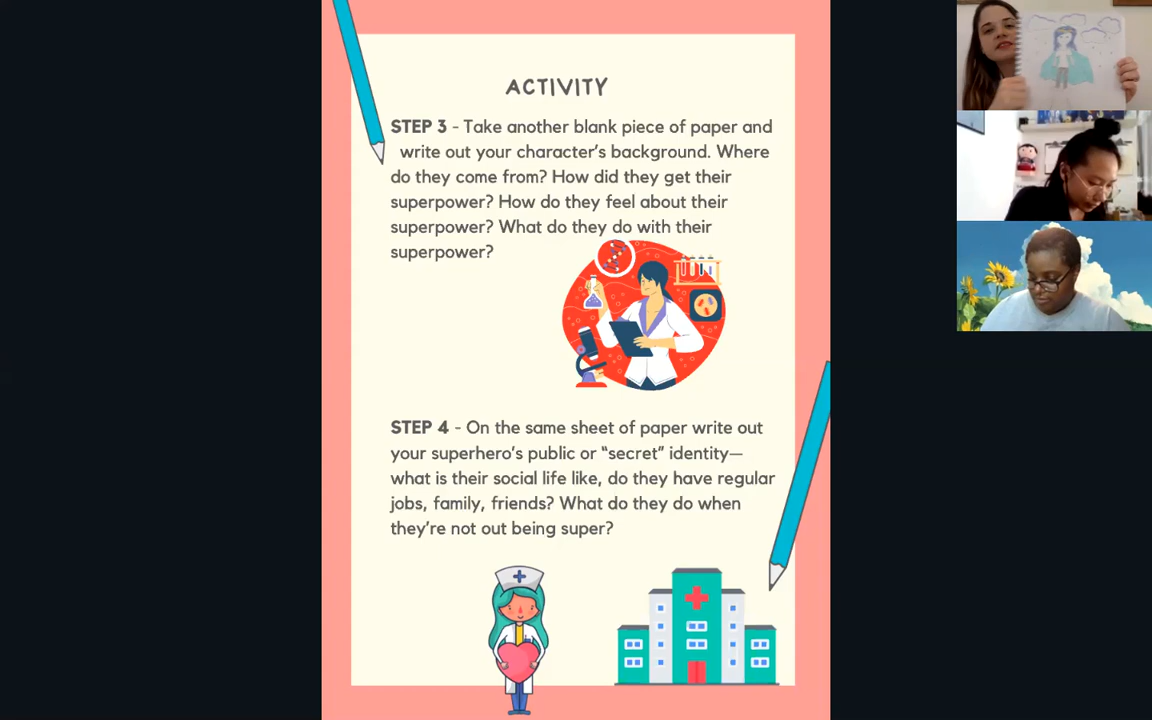 ACTIVITY
STEP 3 - Take another blank piece of paper and
write out your character's background. Where
do they come from? How did they get their
superpower? How do they feel about their
superpower? What do they do with their
superpower?
STEP 4 - On the same sheet of paper write out
your superhero's public or "secret" identity—
what is their social life like, do they have regular
jobs, family, friends? What do they do when
they're not out being super?